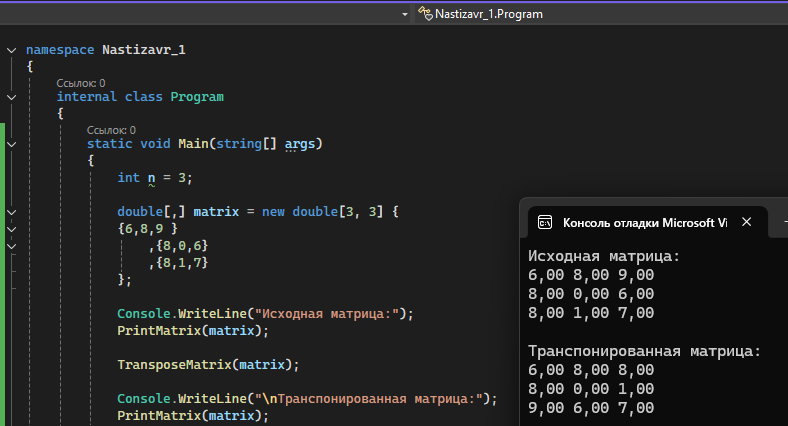 Nastizavr_1.Program
namespace Nastizavr_1
{
Ссылок: 0
internal class Program
{
Ссылок: 0
static void Main(string[] args)
{
int n = 3;
double[,] matrix = new double[3, 3] {
{6,8,9 }
,{8,0,6}
,{8,1,7}
};
Console.WriteLine("Исходная матрица:");
PrintMatrix(matrix);
TransposeMatrix(matrix);
Console.WriteLine("\nТранспонированная матрица:");
PrintMatrix(matrix);
Консоль отладки Microsoft Vi
Исходная матрица:
6,00 8,00 9,00
8,00 0,00 6,00
8,00 1,00 7,00
Транспонированная матрица:
6,00 8,00 8,00
8,00 0,00 1,00
9,00 6,00 7,00